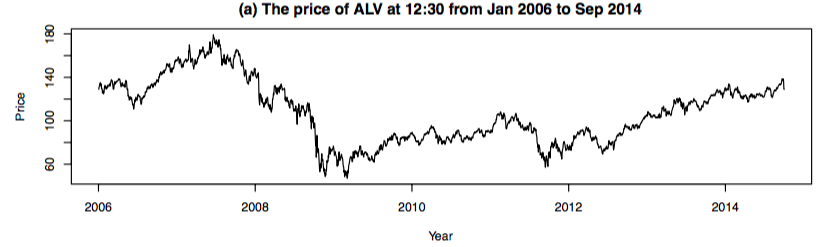 (a) The price of ALV at 12:30 from Jan 2006 to Sep 2014
180
140
100
60
Price
2006 2008 2010 2012 2014
Year